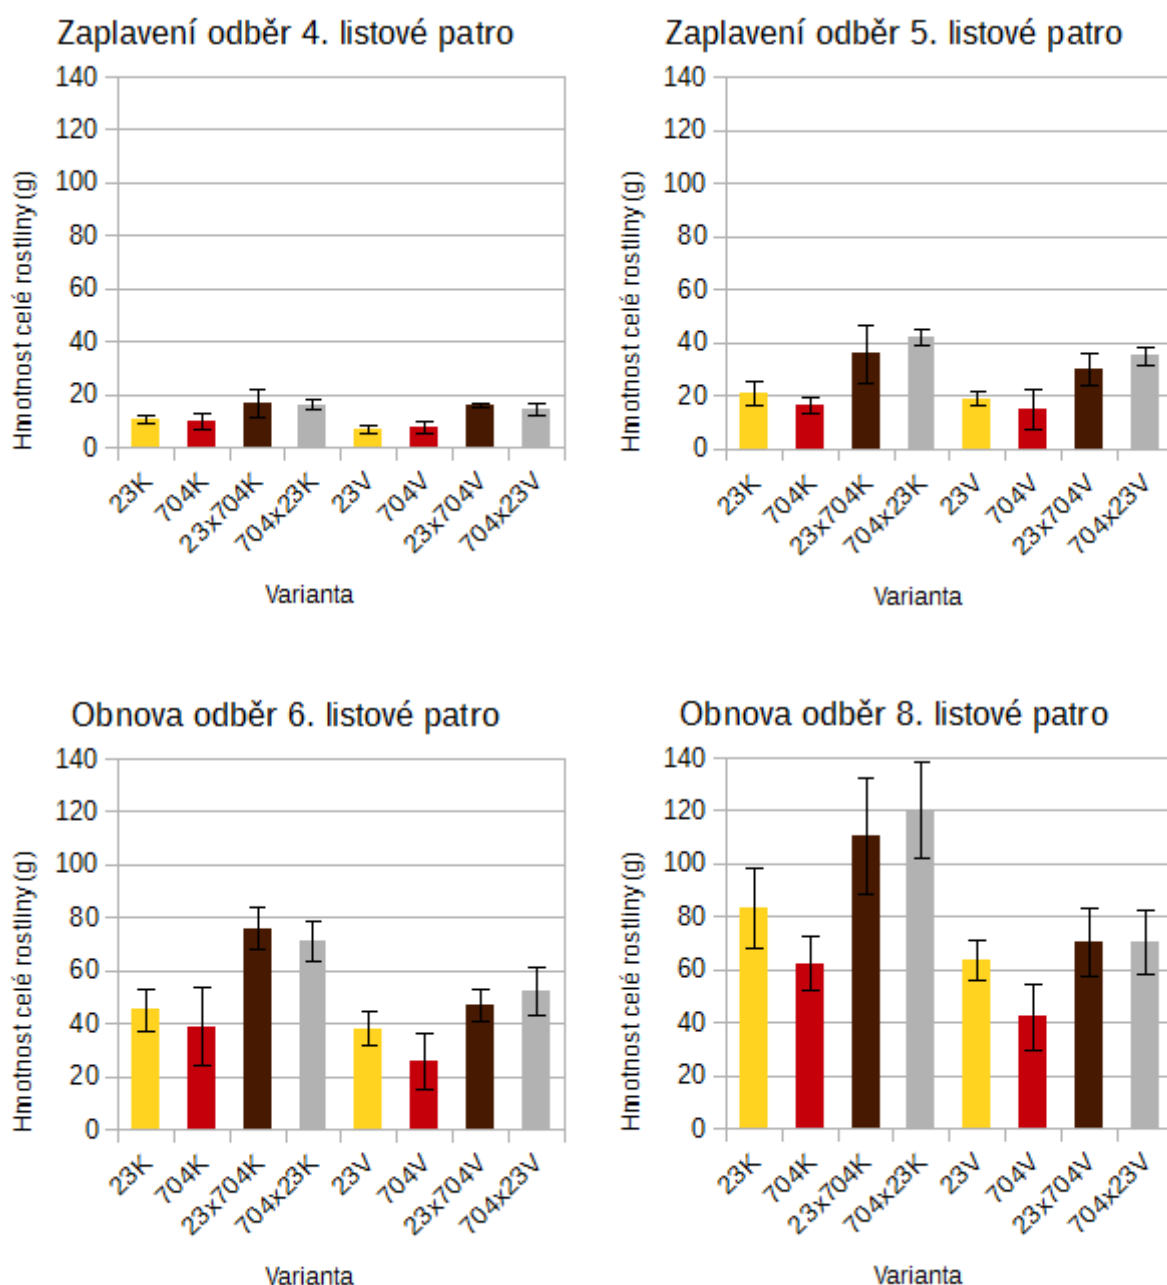 Zaplavení odběr 4. listové patro
Hmotnost celé rostliny (g)
140
120
100
80
60
40
20
0
23K
704K
23x704K
704x23K
23V
704V
23x704V
704x23V
Varianta
Zaplavení odběr 5. listové patro
Hmotnost celé rostliny (g)
140
120
100
80
60
40
20
0
23K
704K
23x704K
704x23K
23V
704V
23x704V
704x23V
Varianta
Obnova odběr 6. listové patro
Hmotnost celé rostliny (g)
140
120
100
80
60
40
20
0
23K
704K
23x704K
704x23K
23V
704V
23x704V
704x23V
Varianta
Obnova odběr 8. listové patro
Hmotnost celé rostliny (g)
140
120
100
80
60
40
20
0
23K
704K
23x704K
704x23K
23V
704V
23x704V
704x23V
Varianta